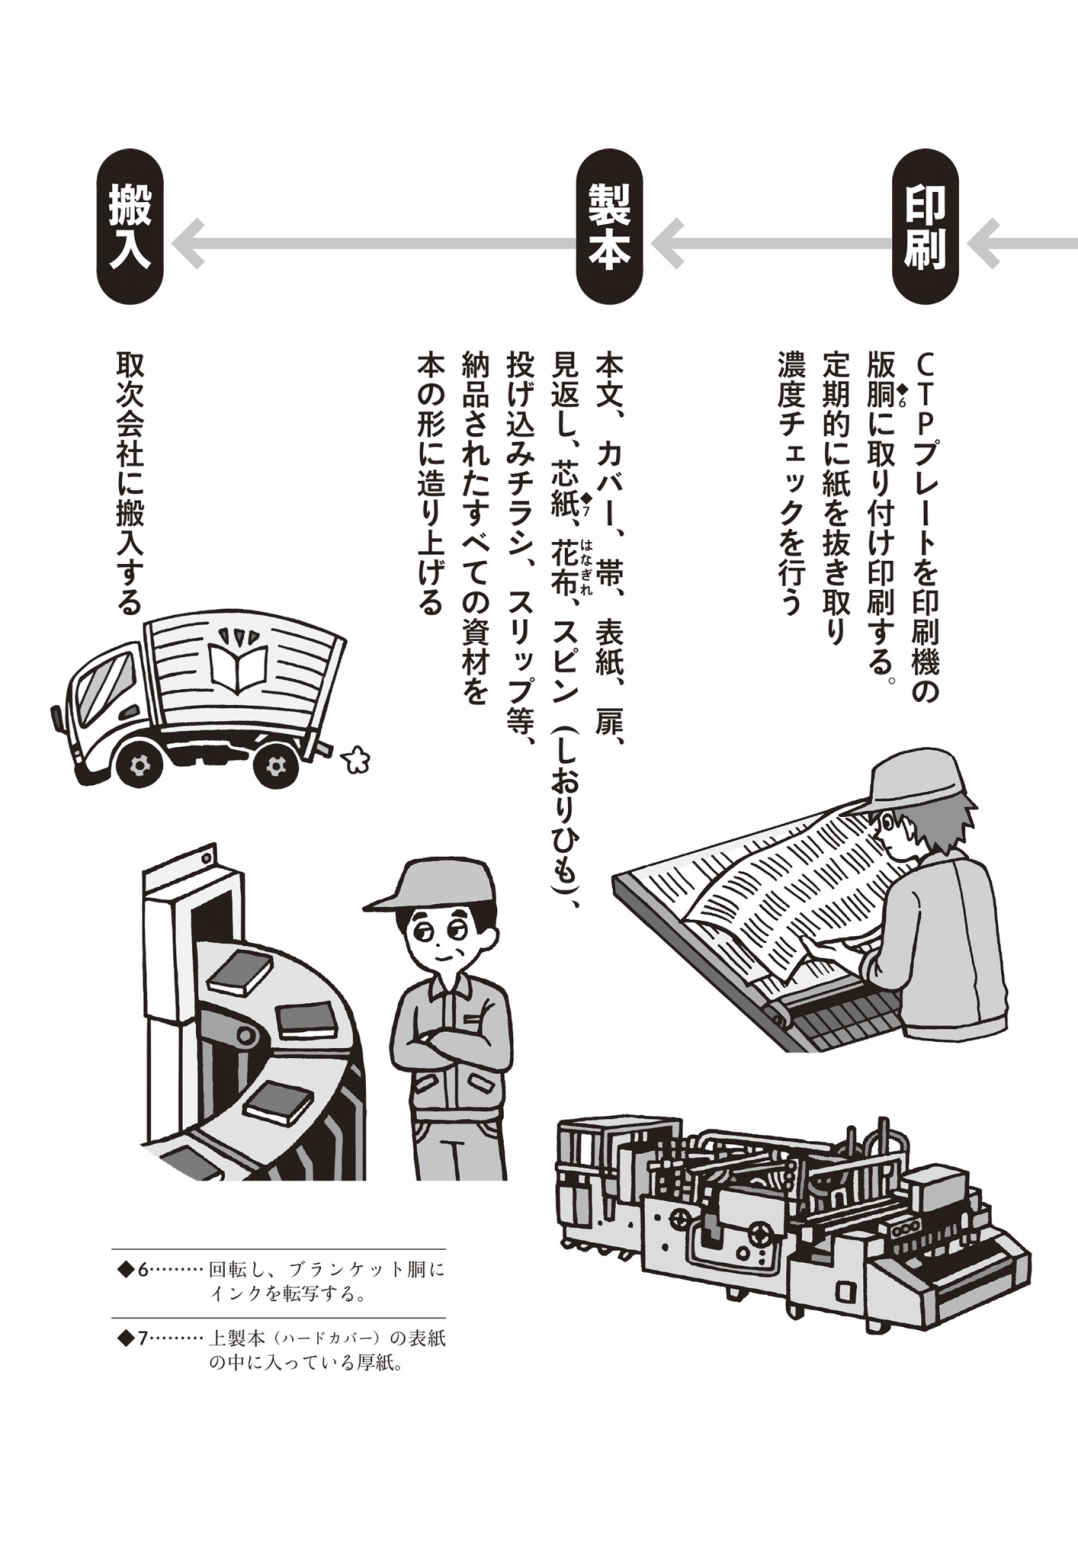 印刷
CTPプレートを印刷機の
版胴◆6に取り付け印刷する。
定期的に紙を抜き取り
濃度チェックを行う
製本
本文、カバー、帯、表紙、扉、
見返し、芯紙◆7、花布はなぎれ、スピン(しおりひも)、
投げ込みチラシ、スリップ等、
納品されたすべての資材を
本の形に造り上げる
搬入
取次会社に搬入する
◆6………回転し、ブランケット胴に
インクを転写する。
◆7………上製本(ハードカバー)の表紙
の中に入っている厚紙。